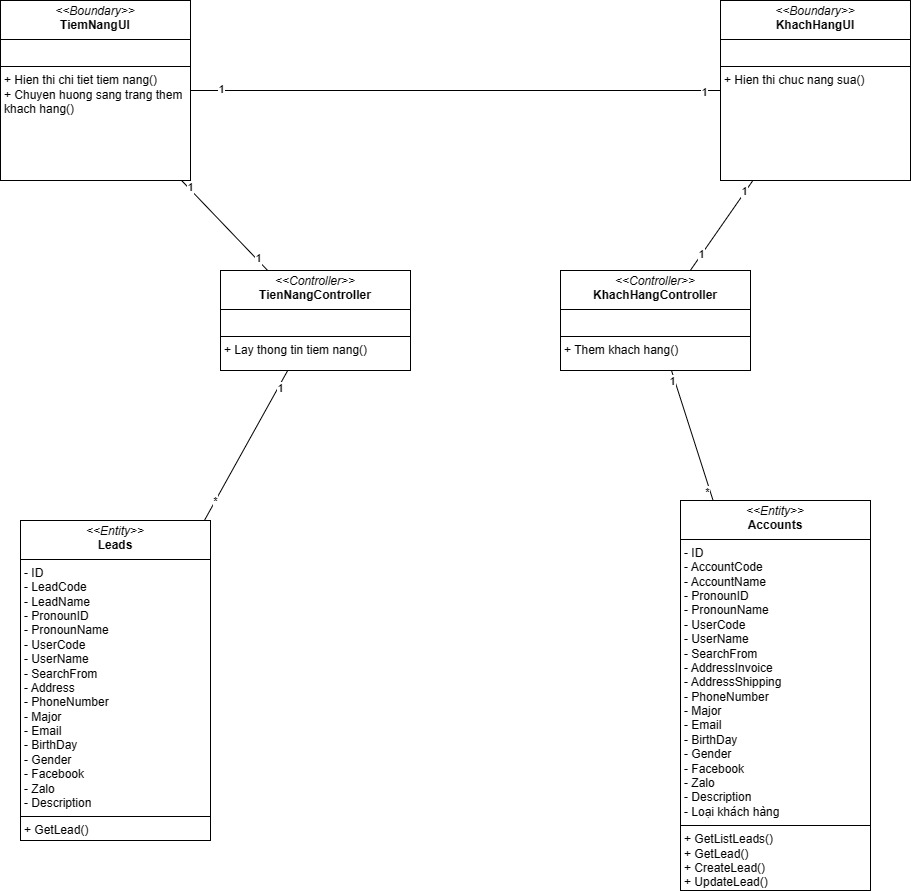 <<Boundary>>
TiemNangUI
+ Hien thi chi tiet tiem nang()
+ Chuyen huong sang trang them
khach hang()
<<Boundary>>
KhachHangUI
+ Hien thi chuc nang sua()
1
1
1
1
1
1
<<Controller>>
TienNangController
+ Lay thong tin tiem nang()
<<Controller>>
KhachHangController
+ Them khach hang()
1
*
1
*
<<Entity>>
Leads
- ID
- LeadCode
- LeadName
- PronounID
- PronounName
- UserCode
- UserName
- SearchFrom
- Address
- PhoneNumber
- Major
- Email
- BirthDay
- Gender
- Facebook
- Zalo
- Description
+ GetLead()
<<Entity>>
Accounts
- ID
- AccountCode
- AccountName
- PronounID
- PronounName
- UserCode
- UserName
- SearchFrom
- AddressInvoice
- AddressShipping
- PhoneNumber
- Major
- Email
- BirthDay
- Gender
- Facebook
- Zalo
- Description
- Loại khách hàng
+ GetListLeads()
+ GetLead()
+ CreateLead()
+ UpdateLead()